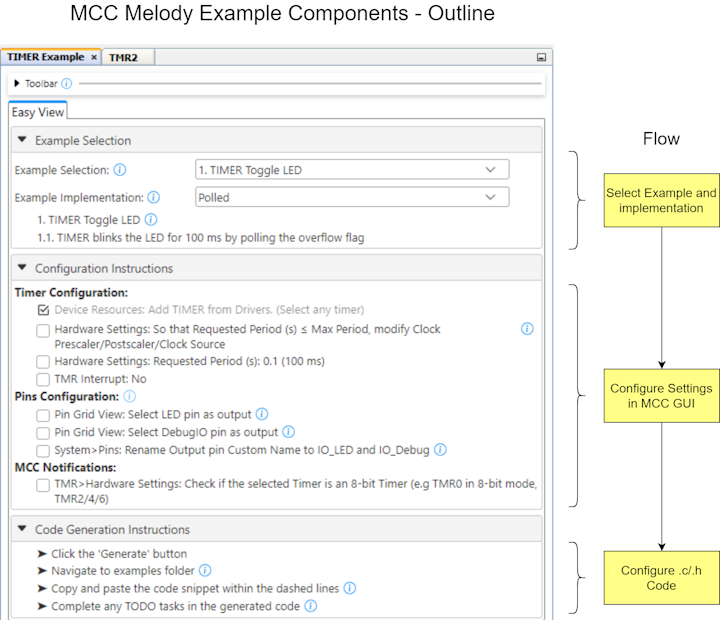 MCC Melody Example Components - Outline
TIMER Example × TMR2
Toolbar
Easy View
Example Selection
Example Selection: 1. TIMER Toggle LED
Example Implementation: Polled
1. TIMER Toggle LED
1.1. TIMER blinks the LED for 100 ms by polling the overflow flag
Configuration Instructions
Timer Configuration:
Device Resources: Add TIMER from Drivers. (Select any timer)
Hardware Settings: So that Requested Period (s) ≤ Max Period, modify Clock
Prescaler/Postscaler/Clock Source
Hardware Settings: Requested Period (s): 0.1 (100 ms)
TMR Interrupt: No
Pins Configuration:
Pin Grid View: Select LED pin as output
Pin Grid View: Select DebugIO pin as output
System>Pins: Rename Output pin Custom Name to IO_LED and IO_Debug
MCC Notifications:
TMR>Hardware Settings: Check if the selected Timer is an 8-bit Timer (e.g TMR0 in 8-bit mode,
TMR2/4/6)
Code Generation Instructions
➤ Click the 'Generate' button
➤ Navigate to examples folder
➤ Copy and paste the code snippet within the dashed lines
➤ Complete any TODO tasks in the generated code
Flow
Select Example and
implementation
Configure Settings
in MCC GUI
Configure .c/.h
Code